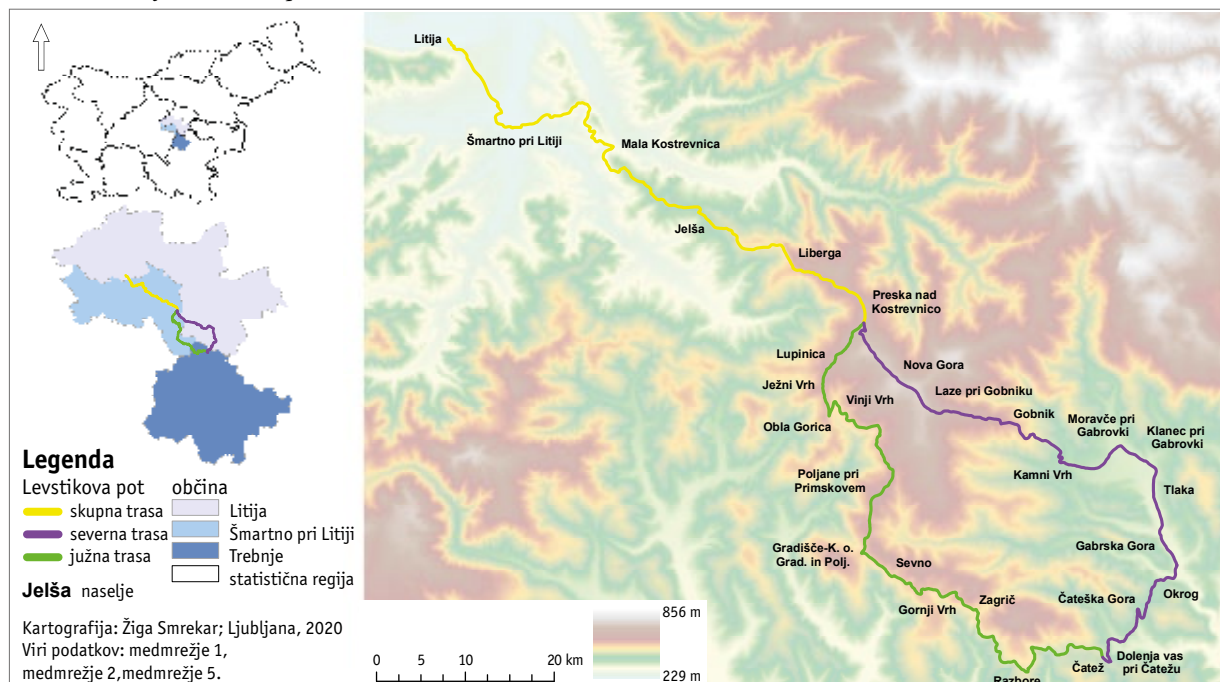 Litija
Šmartno pri Litiji
Mala Kostrevnica
Jelša
Liberga
Preska nad
Kostrevnico
Lupinica
Nova Gora
Ježni Vrh
Laze pri Gobniku
Vinji Vrh
Gobnik
Obla Gorica
Moravče pri
Gabrovki
Klanec pri
Gabrovki
Poljane pri
Primskovem
Kamni Vrh
Tlaka
Gradišče-K. o.
Grad. in Polj.
Sevno
Gabrska Gora
Zagrič
Čateška Gora
Okrog
Gornji Vrh
Dolenja vas
pri Čatežu
Čatež
Razbore
Legenda
Levstikova pot
skupna trasa
severna trasa
južna trasa
Jelša naselje
občina
Litija
Šmartno pri Litiji
Trebnje
statistična regija
Kartografija: Žiga Smrekar; Ljubljana, 2020
Viri podatkov: medmrežje 1,
medmrežje 2,medmrežje 5.
0 5 10 20 km
856 m
229 m